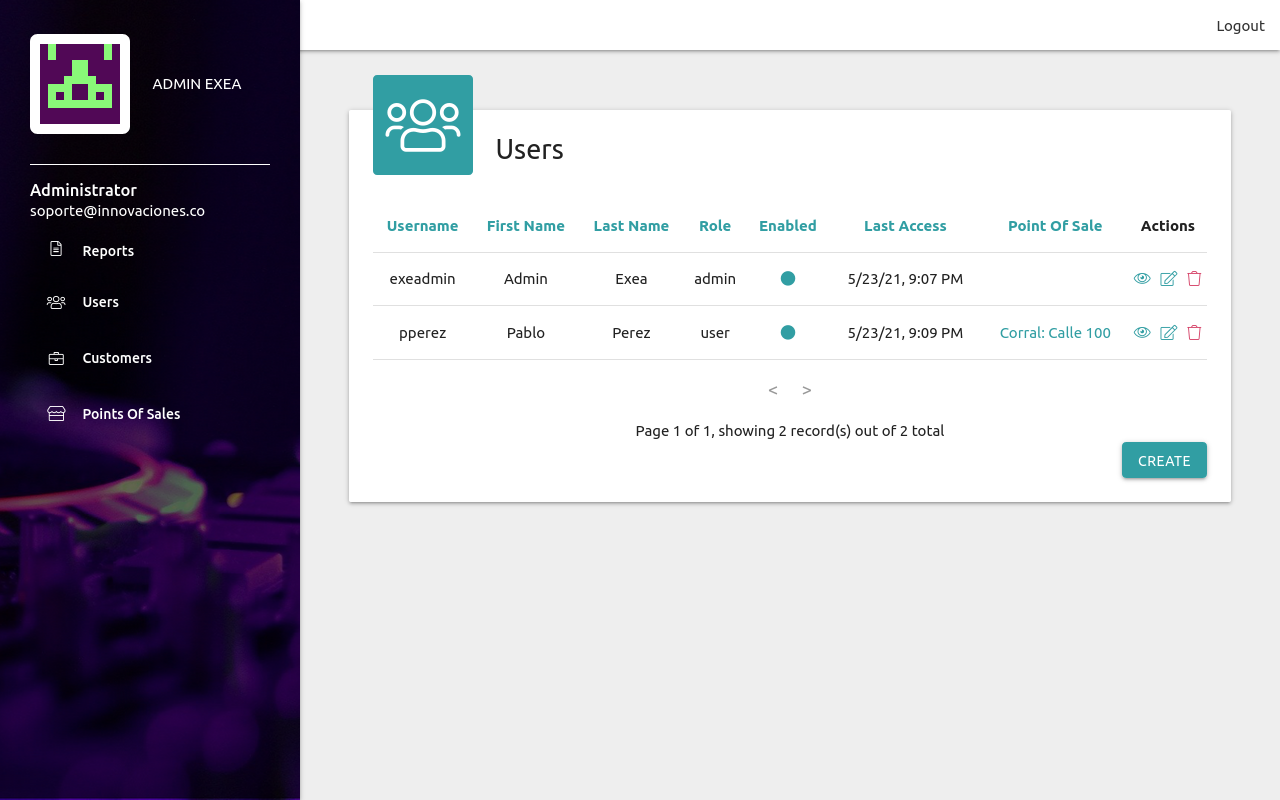 Logout
ADMIN EXEA
Administrator
soporte@innovaciones.co
Reports
Users
Customers
Points Of Sales
Users
Username First Name Last Name Role Enabled Last Access Point Of Sale Actions
exeadmin Admin Exea admin 5/23/21, 9:07 PM
pperez Pablo Perez user 5/23/21, 9:09 PM Corral: Calle 100
< >
Page 1 of 1, showing 2 record(s) out of 2 total
CREATE